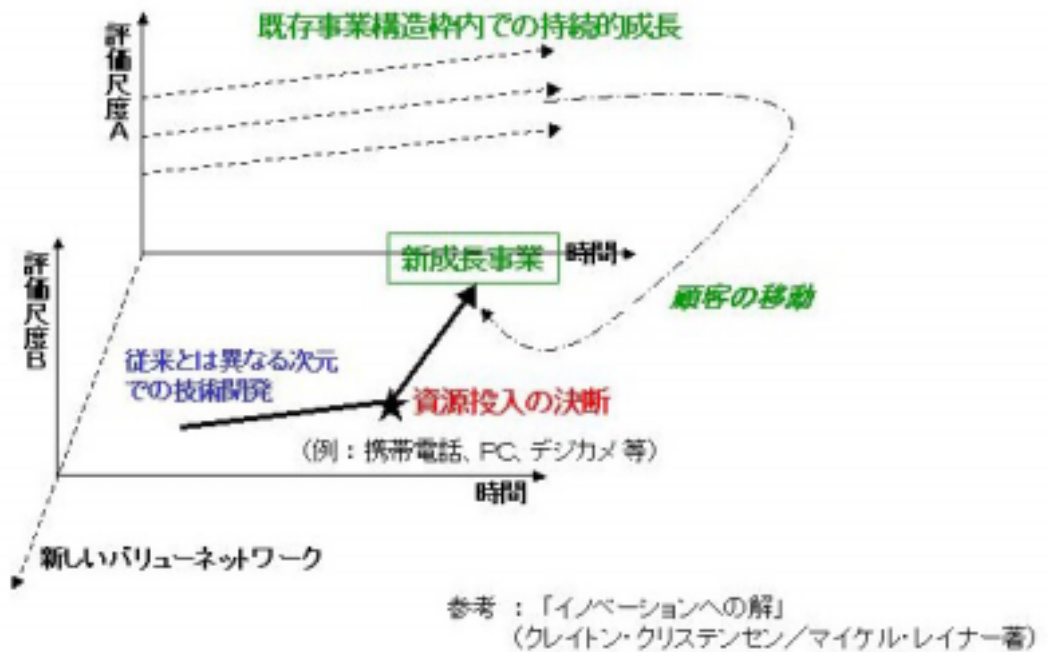 既存事業構造枠内での持続的成長
評価尺度A
時間
新成長事業
顧客の移動
評価尺度B
従来とは異なる次元
での技術開発
資源投入の決断
（例：携帯電話、PC、デジカメ等）
時間
新しいバリューネットワーク
参考 ：「イノベーションへの解」
（クレイトン・クリステンセン／マイケル・レイナー著）